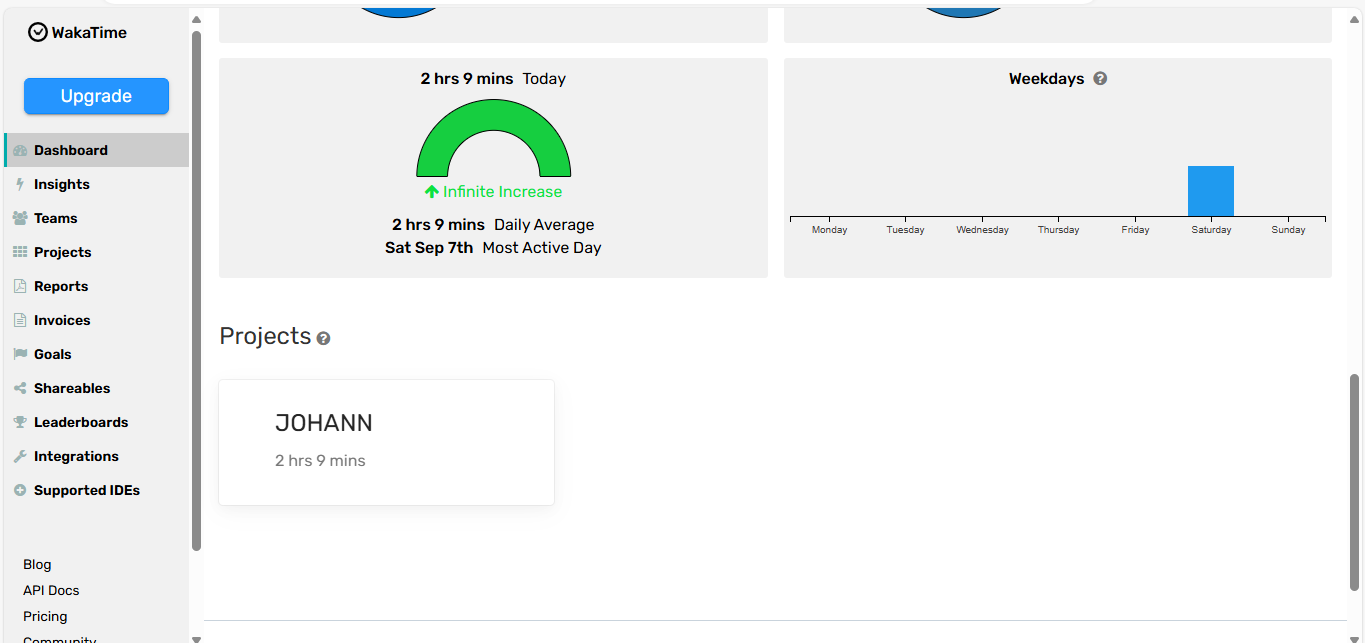 WakaTime
Upgrade
Dashboard
Insights
Teams
Projects
Reports
Invoices
Goals
Shareables
Leaderboards
Integrations
Supported IDEs
Blog
API Docs
Pricing
Community
2 hrs 9 mins Today
Infinite Increase
2 hrs 9 mins Daily Average
Sat Sep 7th Most Active Day
Weekdays ?
Monday Tuesday Wednesday Thursday Friday Saturday Sunday
Projects ?
JOHANN
2 hrs 9 mins